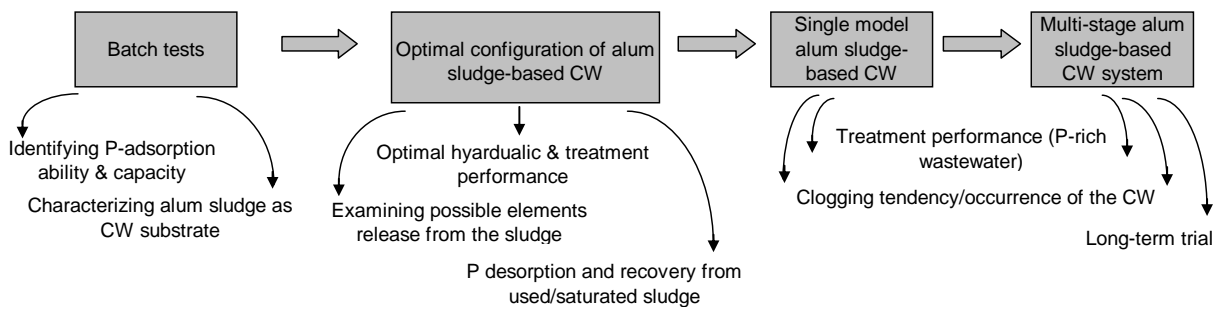 Batch tests
Optimal configuration of alum
sludge-based CW
Single model
alum sludge-
based CW
Multi-stage alum
sludge-based
CW system
Identifying P-adsorption
ability & capacity
Characterizing alum sludge as
CW substrate
Optimal hyardualic & treatment
performance
Examining possible elements
release from the sludge
P desorption and recovery from
used/saturated sludge
Treatment performance (P-rich
wastewater)
Clogging tendency/occurrence of the CW
Long-term trial